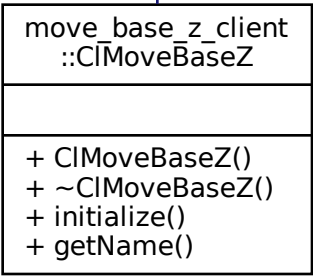 move_base_z_client
::ClMoveBaseZ
+ ClMoveBaseZ()
+ ~ClMoveBaseZ()
+ initialize()
+ getName()